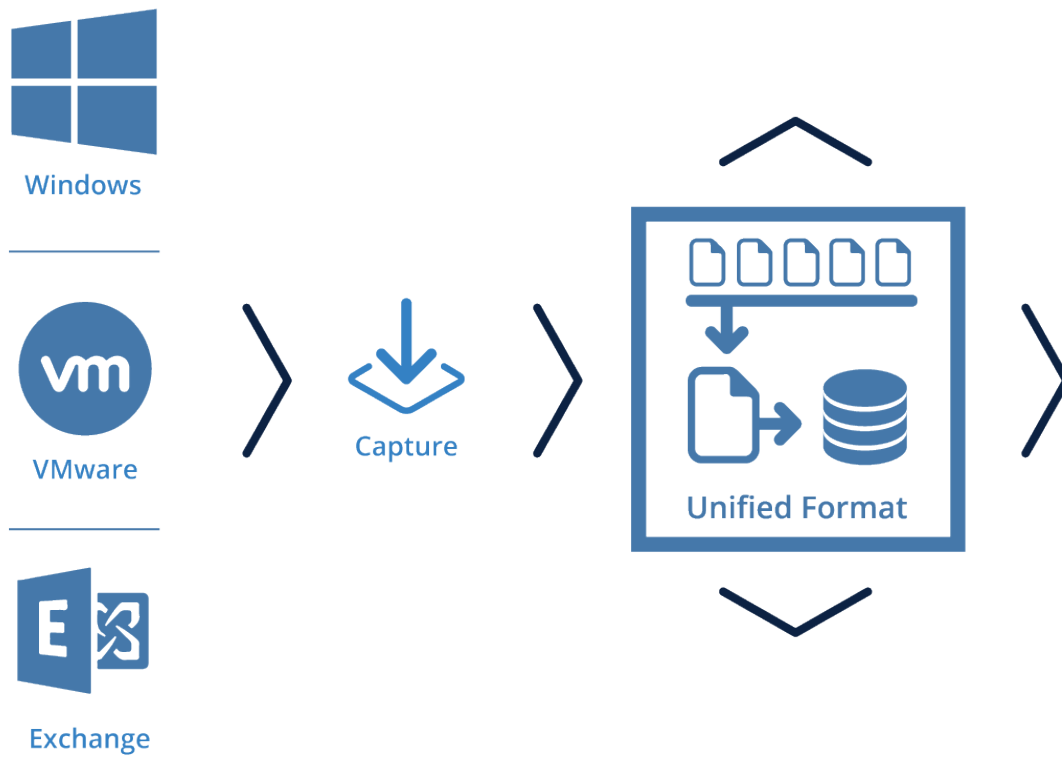 Windows
vm
VMware
Capture
Unified Format
E
Exchange